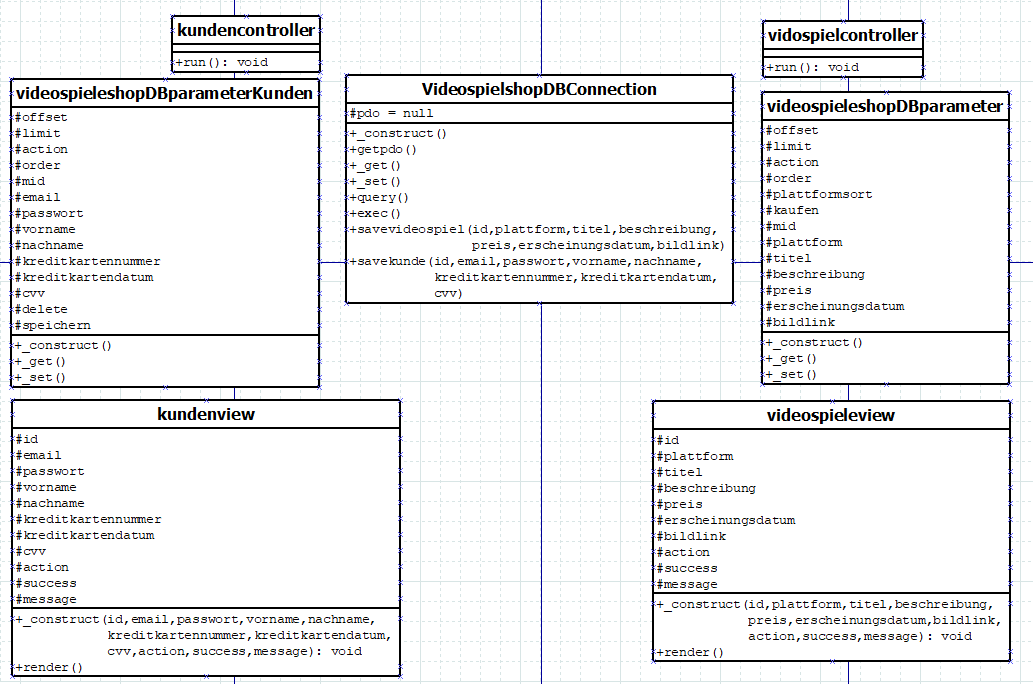 kundencontroller
+run(): void
videospieleshopDBparameterKunden
#offset
#limit
#action
#order
#mid
#email
#passwort
#vorname
#nachname
#kreditkartennummer
#kreditkartendatum
#cvv
#delete
#speichern
+_construct()
+_get()
+_set()
VideospielshopDBConnection
#pdo = null
+_construct()
+getpdo()
+_get()
+_set()
+query()
+exec()
+savevideospiel(id,plattform,titel,beschreibung,
preis,erscheinungsdatum,bildlink)
+savekunde(id,email,passwort,vorname,nachname,
kreditkartennummer,kreditkartendatum,
cvv)
vidospielcontroller
+run(): void
videospieleshopDBparameter
#offset
#limit
#action
#order
#plattformsort
#kaufen
#mid
#plattform
#titel
#beschreibung
#preis
#erscheinungsdatum
#bildlink
+_construct()
+_get()
+_set()
kundenview
#id
#email
#passwort
#vorname
#nachname
#kreditkartennummer
#kreditkartendatum
#cvv
#action
#success
#message
+_construct(id,email,passwort,vorname,nachname,
kreditkartennummer,kreditkartendatum,
cvv,action,success,message): void
+render()
videospieleview
#id
#plattform
#titel
#beschreibung
#preis
#erscheinungsdatum
#bildlink
#action
#success
#message
+_construct(id,plattform,titel,beschreibung,
preis,erscheinungsdatum,bildlink,
action,success,message): void
+render()